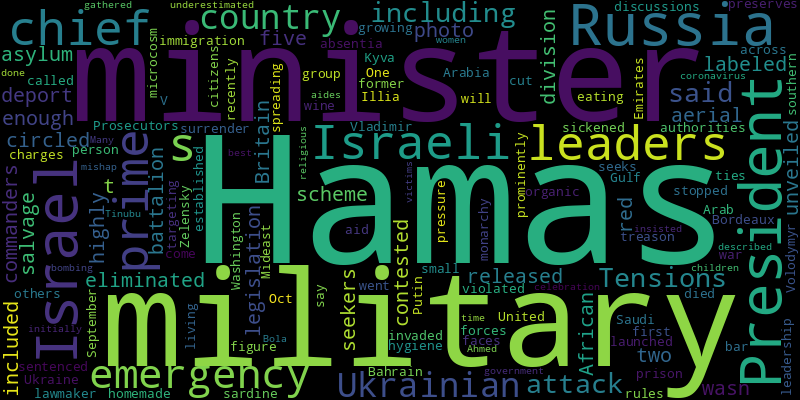 gathered underestimated
chief country including discussions preserves
minister Russia
asylum immigration five absentia growing photo women division across labeled
done microcosm citizens recently spreading group Kyva former Arabia coronavirus
called One Illia aides will cut Emirates said southern
deport V wine eating aerial
enough Prosecutors surrender Vladimir sickened authorities
circled Many Britain Israeli leaders President unveiled
charges person s best religious prominently seeks ties
mishap t Hamas Gulf stopped Arab
commanders Israel prime battalion Zelensky established scheme organic red Bordeaux
salvage highly targeting victims pressure monarchy treason Volodymyr
Tinubu come Washington Mideast aid contested insisted
bombing legislation described war children
eliminated seekers Putin small released Tensions
others September living Oct say went violated died leadership
included initially military invaded United forces African Saudi first
figure Bola hygiene time faces celebration launched two bar
sentenced Bahrain Ahmed government prison
Ukraine emergency Ukrainian attack wash
lawmaker homemade sardine rules